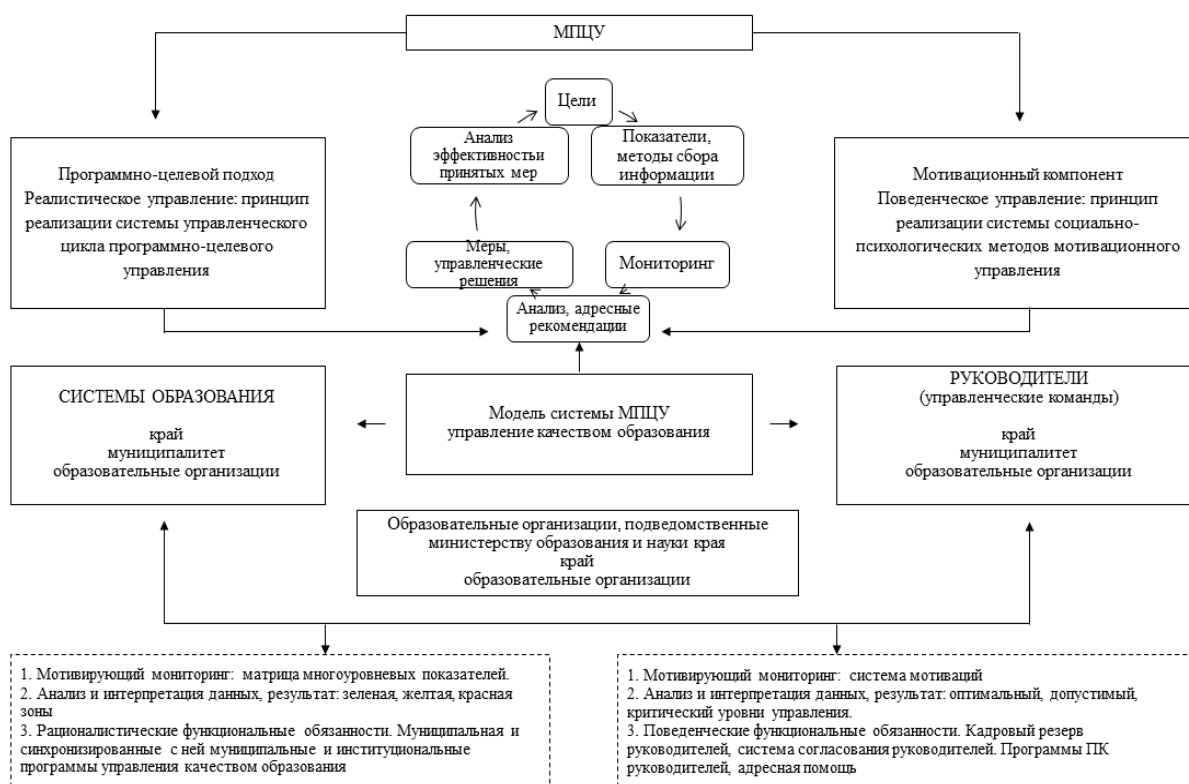 МПЦУ
Цели
Анализ
эффективностьи
принятых мер
Показатели,
методы сбора
информации
Программно-целевой подход
Реалистическое управление: принцип
реализации системы управленческого
цикла программно-целевого
управления
Меры,
управленческие
решения
Мониторинг
Анализ, адресные
рекомендации
Мотивационный компонент
Поведенческое управление: принцип
реализации системы социально-
психологических методов мотивационного
управления
СИСТЕМЫ ОБРАЗОВАНИЯ
край
муниципалитет
образовательные организации
Модель системы МПЦУ
управление качеством образования
РУКОВОДИТЕЛИ
(управленческие команды)
край
муниципалитет
образовательные организации
Образовательные организации, подведомственные
министерству образования и науки края
край
образовательные организации
1. Мотивирующий мониторинг: матрица многоуровневых показателей.
2. Анализ и интерпретация данных, результат: зеленая, желтая, красная
зоны
3. Рационалистические функциональные обязанности. Муниципальная и
синхронизированные с ней муниципальные и институциональные
программы управления качеством образования
1. Мотивирующий мониторинг: система мотиваций
2. Анализ и интерпретация данных, результат: оптимальный, допустимый,
критический уровни управления.
3. Поведенческие функциональные обязанности. Кадровый резерв
руководителей, система согласования руководителей. Программы ПК
руководителей, адресная помощь